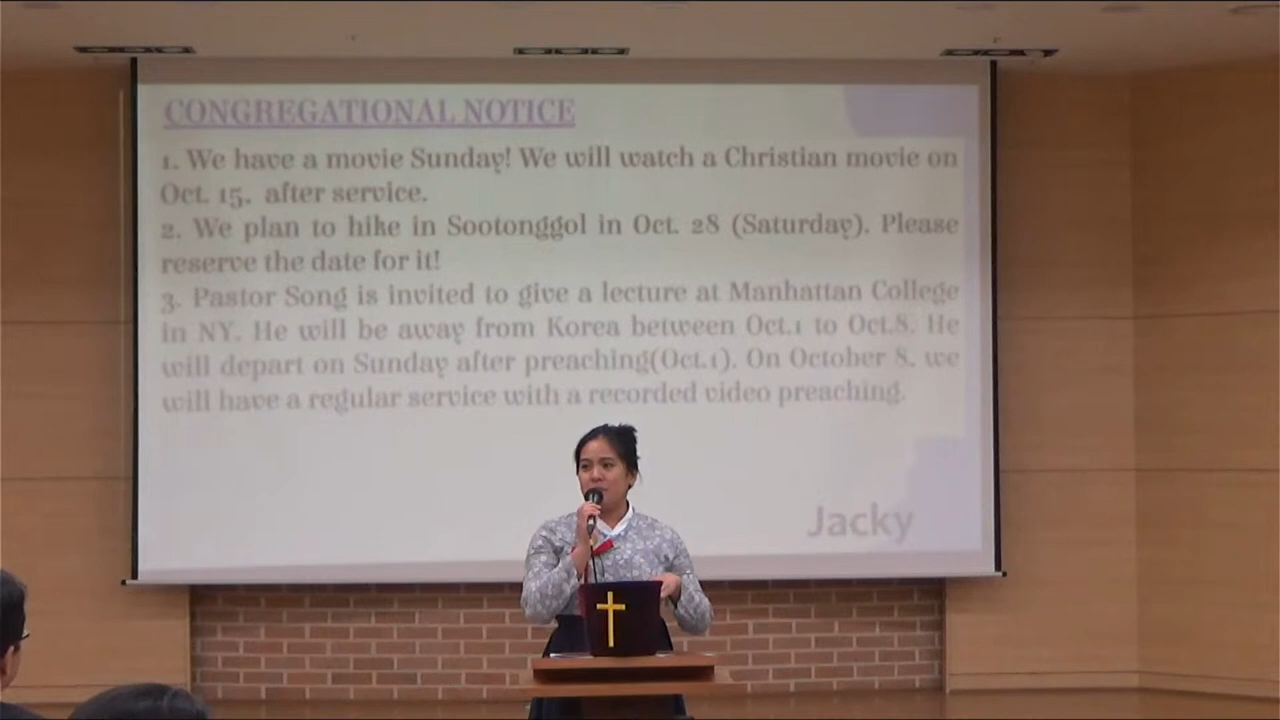 CONGREGATIONAL NOTICE
1. We have a movie Sunday! We will watch a Christian movie on
Oct. 15, after service.
2. We plan to hike in Sootonggol in Oct. 28 (Saturday). Please
reserve the date for it!
3. Pastor Song is invited to give a lecture at Manhattan College
in NY. He will be away from Korea between Oct.1 to Oct.8. He
will depart on Sunday after preaching(Oct.1). On October 8, we
will have a regular service with a recorded video preaching.
Jacky